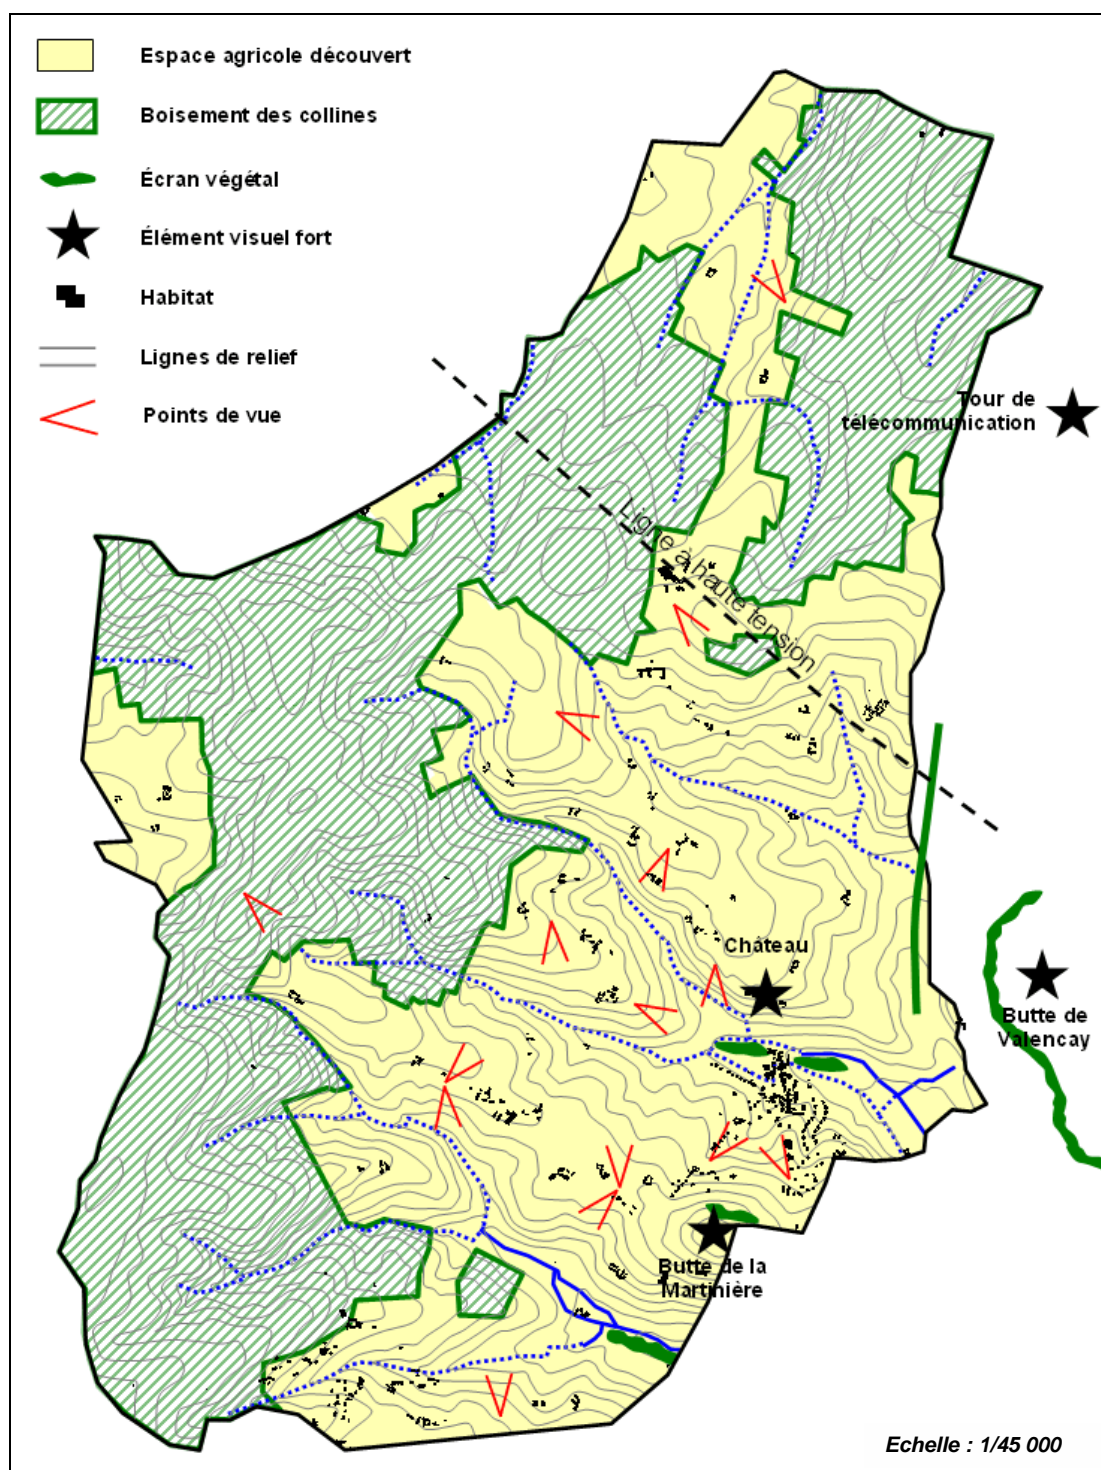 Espace agricole découvert
Boisement des collines
Écran végétal
Élément visuel fort
Habitat
Lignes de relief
Points de vue
Tour de
télécommunication
Ligne à haute tension
Château
Butte de
Valencay
Butte de la
Martinière
Echelle : 1/45 000